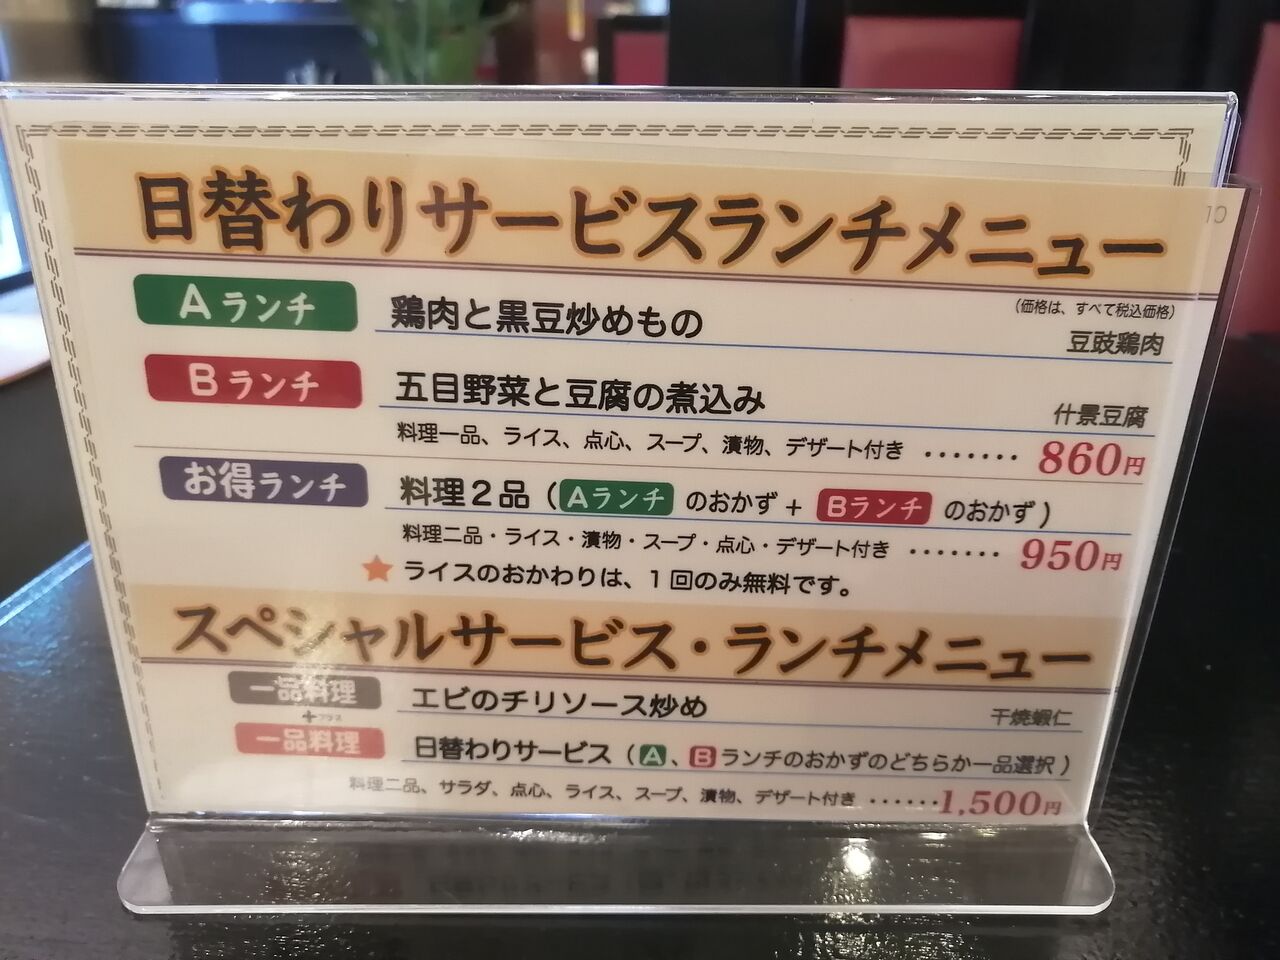 日替わりサービスランチメニュー
(価格は、すべて税込価格)
Aランチ 鶏肉と黒豆炒めもの 豆豉鶏肉
Bランチ 五目野菜と豆腐の煮込み 什景豆腐
料理一品、ライス、点心、スープ、漬物、デザート付き ・・・・・・・ 860円
お得ランチ 料理2品(Aランチのおかず+Bランチのおかず)
料理二品・ライス・漬物・スープ・点心・デザート付き ・・・・・・・ 950円
★ ライスのおかわりは、1回のみ無料です。
スペシャルサービス・ランチメニュー
一品料理 エビのチリソース炒め 干焼蝦仁
+プラス
一品料理 日替わりサービス(A、Bランチのおかずのどちらか一品選択)
料理二品、サラダ、点心、ライス、スープ、漬物、デザート付き ・・・・・・1,500円